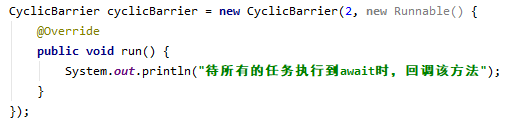 CyclicBarrier cyclicBarrier = new CyclicBarrier(2, new Runnable() {
@Override
public void run() {
System.out.println("待所有的任务执行到await时，回调该方法");
}
});